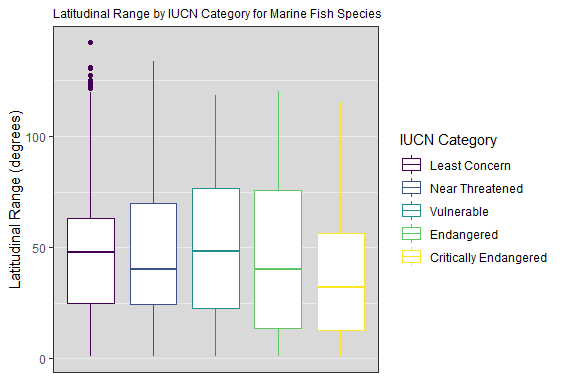 Latitudinal Range by IUCN Category for Marine Fish Species
Latitudinal Range (degrees)
100
50
0
IUCN Category
Least Concern
Near Threatened
Vulnerable
Endangered
Critically Endangered